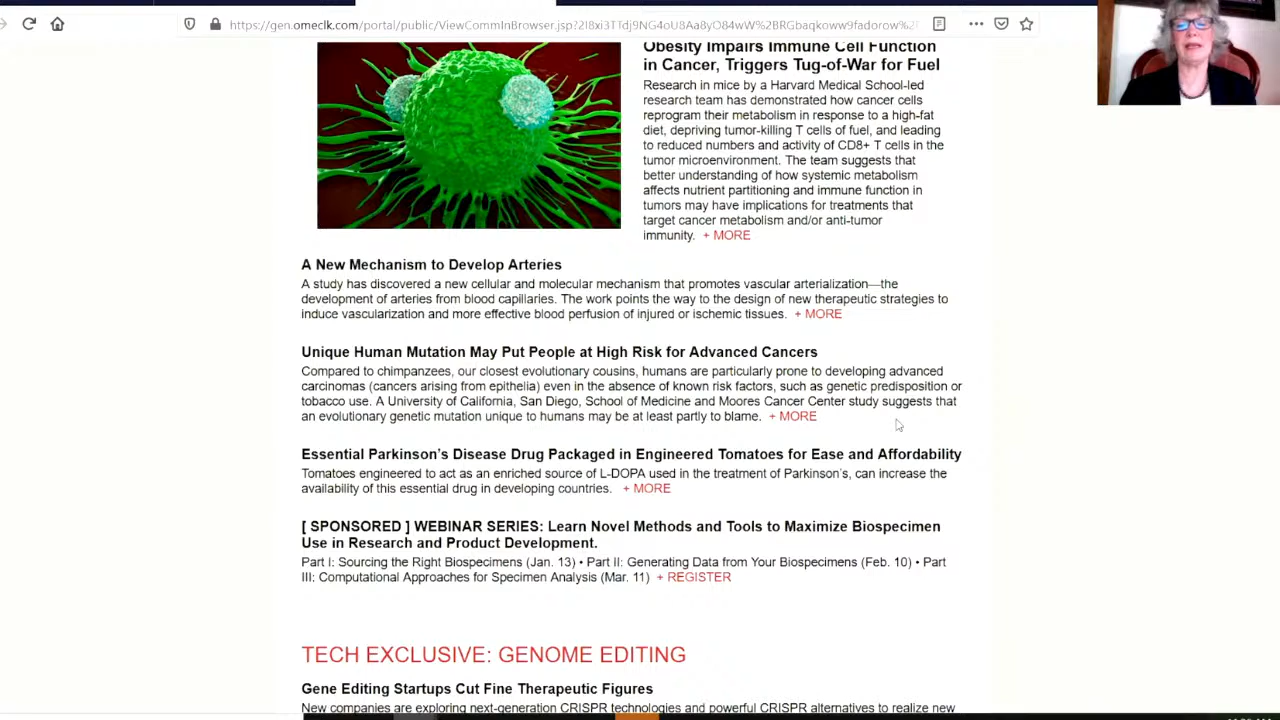 https://gen.omeclk.com/portal/public/ViewCommInBrowser.jsp?
Obesity Impairs Immune Cell Function
in Cancer, Triggers Tug-of-War for Fuel
Research in mice by a Harvard Medical School-led
research team has demonstrated how cancer cells
reprogram their metabolism in response to a high-fat
diet, depriving tumor-killing T cells of fuel, and leading
to reduced numbers and activity of CD8+ T cells in the
tumor microenvironment. The team suggests that
better understanding of how systemic metabolism
affects nutrient partitioning and immune function in
tumors may have implications for treatments that
target cancer metabolism and/or anti-tumor
immunity. + MORE
A New Mechanism to Develop Arteries
A study has discovered a new cellular and molecular mechanism that promotes vascular arterialization—the
development of arteries from blood capillaries. The work points the way to the design of new therapeutic strategies to
induce vascularization and more effective blood perfusion of injured or ischemic tissues. + MORE
Unique Human Mutation May Put People at High Risk for Advanced Cancers
Compared to chimpanzees, our closest evolutionary cousins, humans are particularly prone to developing advanced
carcinomas (cancers arising from epithelia) even in the absence of known risk factors, such as genetic predisposition or
tobacco use. A University of California, San Diego, School of Medicine and Moores Cancer Center study suggests that
an evolutionary genetic mutation unique to humans may be at least partly to blame. + MORE
Essential Parkinson's Disease Drug Packaged in Engineered Tomatoes for Ease and Affordability
Tomatoes engineered to act as an enriched source of L-DOPA used in the treatment of Parkinson's, can increase the
availability of this essential drug in developing countries. + MORE
[ SPONSORED ] WEBINAR SERIES: Learn Novel Methods and Tools to Maximize Biospecimen
Use in Research and Product Development.
Part I: Sourcing the Right Biospecimens (Jan. 13) • Part II: Generating Data from Your Biospecimens (Feb. 10) • Part
III: Computational Approaches for Specimen Analysis (Mar. 11) + REGISTER
TECH EXCLUSIVE: GENOME EDITING
Gene Editing Startups Cut Fine Therapeutic Figures
New companies are exploring next-generation CRISPR technologies and powerful CRISPR alternatives to realize new